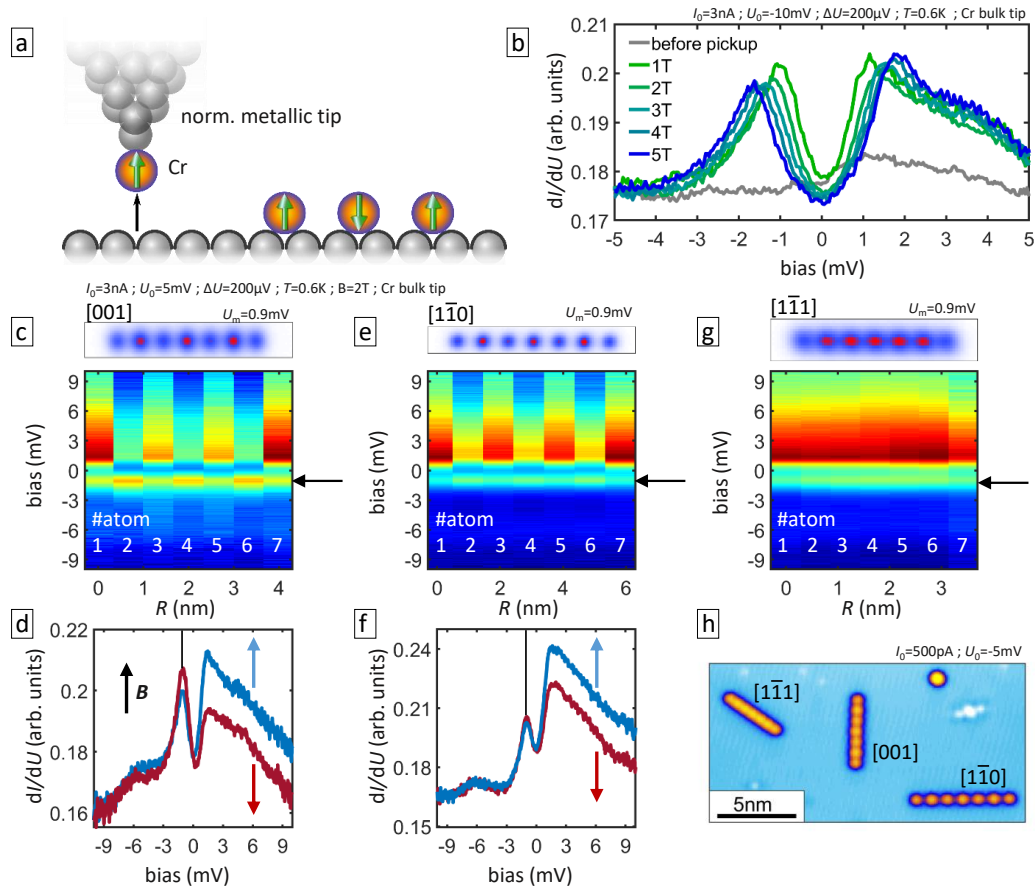 a
norm. metallic tip
Cr
I₀=3nA ; U₀=-10mV ; ΔU=200μV ; T=0.6K ; Cr bulk tip
b
before pickup
1T
2T
3T
4T
5T
0.21
0.2
0.19
0.18
0.17
dI/dU (arb. units)
-5 -4 -3 -2 -1 0 1 2 3 4 5
bias (mV)
I₀=3nA ; U₀=5mV ; ΔU=200μV ; T=0.6K ; B=2T ; Cr bulk tip
c
[001]
Uₘ=0.9mV
9
6
3
0
-3
-6
-9
bias (mV)
#atom
1 2 3 4 5 6 7
0 1 2 3 4
R (nm)
e
[11̅0]
Uₘ=0.9mV
9
6
3
0
-3
-6
-9
bias (mV)
#atom
1 2 3 4 5 6 7
0 1 2 3 4 5 6
R (nm)
g
[11̅1]
Uₘ=0.9mV
9
6
3
0
-3
-6
-9
bias (mV)
#atom
1 2 3 4 5 6 7
0 1 2 3
R (nm)
d
0.22
0.2
0.18
0.16
dI/dU (arb. units)
B
-9 -6 -3 0 3 6 9
bias (mV)
f
0.24
0.21
0.18
0.15
dI/dU (arb. units)
-9 -6 -3 0 3 6 9
bias (mV)
h
I₀=500pA ; U₀=-5mV
[11̅1]
[001]
[11̅0]
5nm